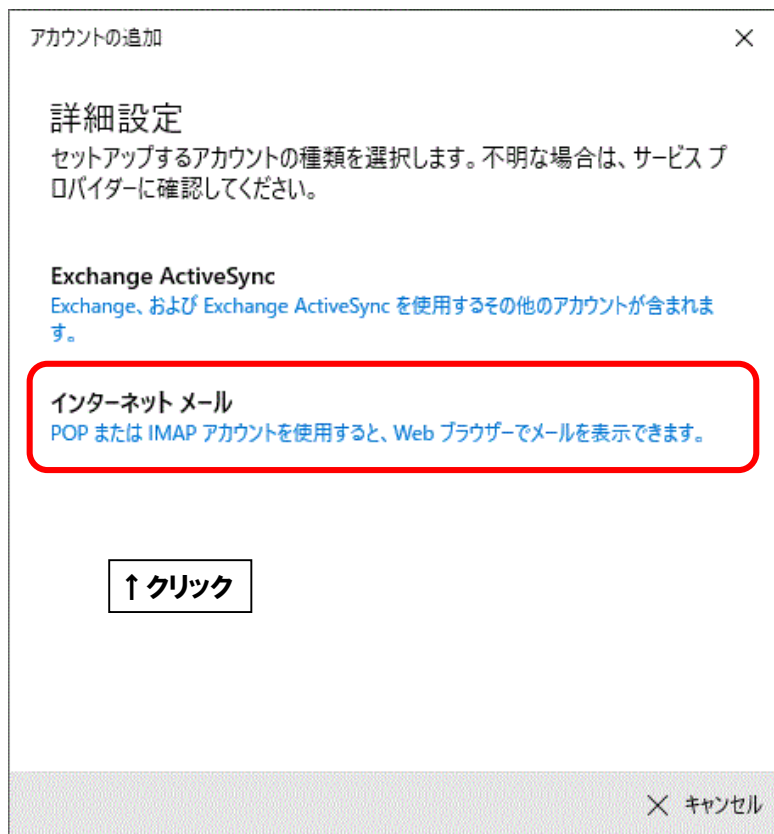 アカウントの追加
詳細設定
セットアップするアカウントの種類を選択します。不明な場合は、サービス プ
ロバイダーに確認してください。
Exchange ActiveSync
Exchange、および Exchange ActiveSync を使用するその他のアカウントが含まれま
す。
インターネット メール
POP または IMAP アカウントを使用すると、Web ブラウザーでメールを表示できます。
↑クリック
キャンセル